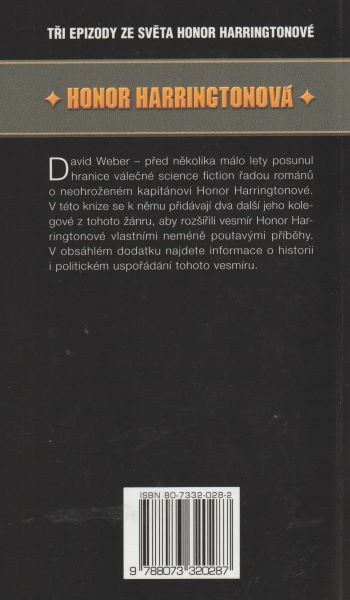 TŘI EPIZODY ZE SVĚTA HONOR HARRINGTONOVÉ
HONOR HARRINGTONOVÁ
David Weber – před několika málo lety posunul
hranice válečné science fiction řadou románů
o neohroženém kapitánovi Honor Harringtonové.
V této knize se k němu přidávají dva další jeho kole-
gové z tohoto žánru, aby rozšířili vesmír Honor Har-
ringtonové vlastními neméně poutavými příběhy.
V obsáhlém dodatku najdete informace o historii
i politickém uspořádání tohoto vesmíru.
ISBN 80-7332-028-2
9 788073 320287